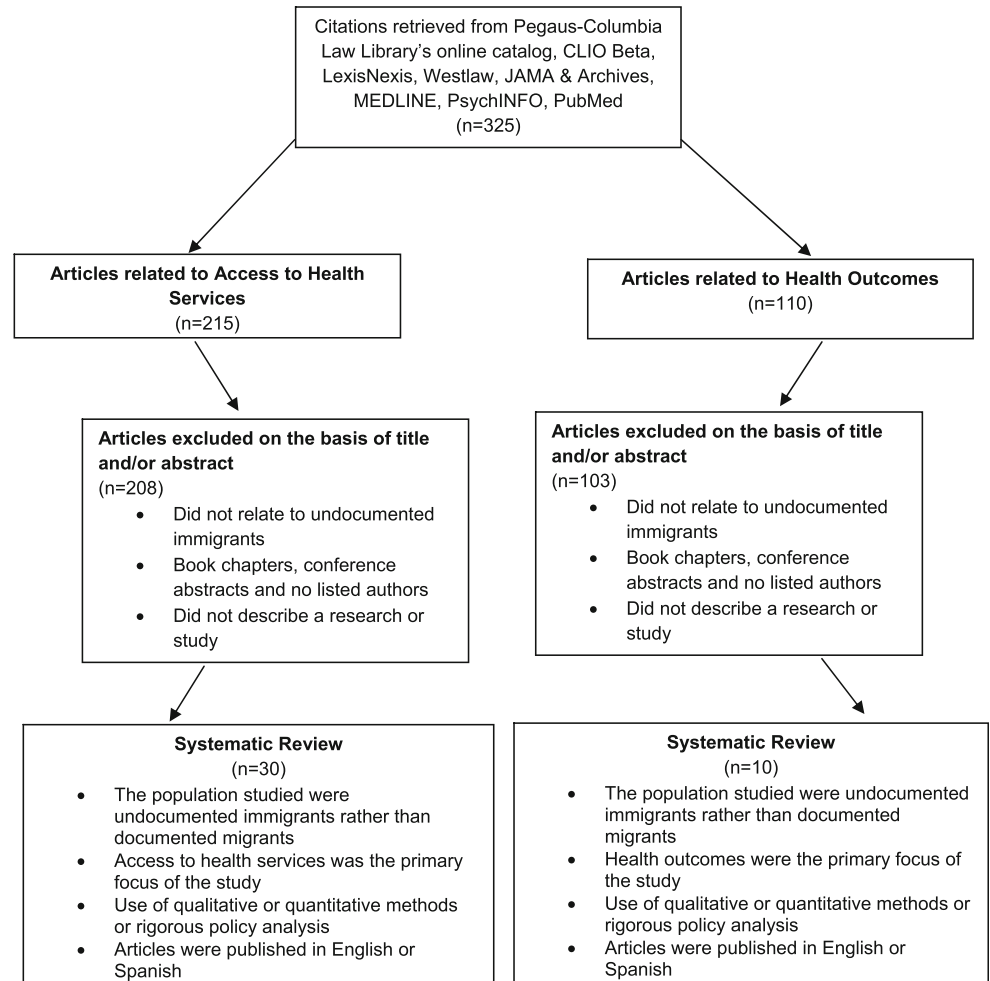 Citations retrieved from Pegaus-Columbia
Law Library's online catalog, CLIO Beta,
LexisNexis, Westlaw, JAMA & Archives,
MEDLINE, PsychINFO, PubMed
(n=325)
Articles related to Access to Health
Services
(n=215)
Articles related to Health Outcomes
(n=110)
Articles excluded on the basis of title
and/or abstract
(n=208)
• Did not relate to undocumented
immigrants
• Book chapters, conference
abstracts and no listed authors
• Did not describe a research or
study
Articles excluded on the basis of title
and/or abstract
(n=103)
• Did not relate to undocumented
immigrants
• Book chapters, conference
abstracts and no listed authors
• Did not describe a research or
study
Systematic Review
(n=30)
• The population studied were
undocumented immigrants rather than
documented migrants
• Access to health services was the primary
focus of the study
• Use of qualitative or quantitative methods
or rigorous policy analysis
• Articles were published in English or
Spanish
Systematic Review
(n=10)
• The population studied were undocumented
immigrants rather than documented
migrants
• Health outcomes were the primary focus of
the study
• Use of qualitative or quantitative methods or
rigorous policy analysis
• Articles were published in English or
Spanish